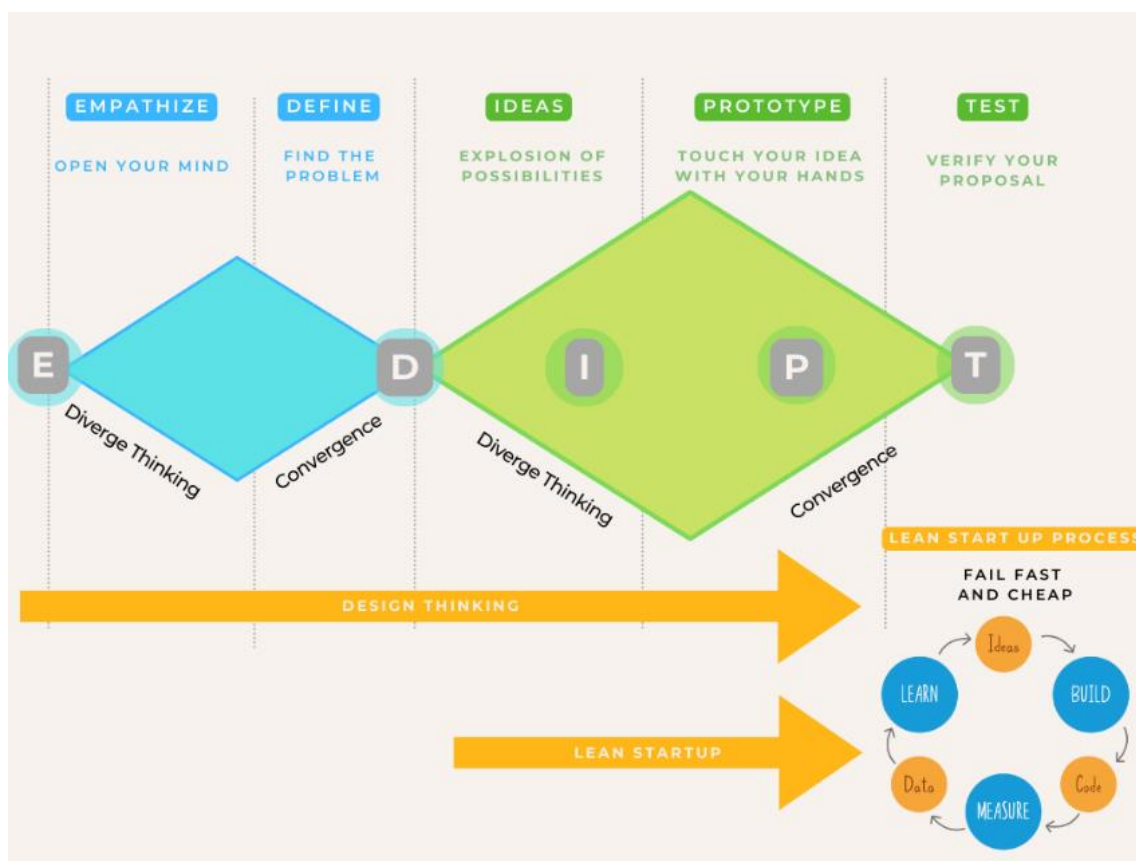 EMPATHIZE
OPEN YOUR MIND
DEFINE
FIND THE
PROBLEM
IDEAS
EXPLOSION OF
POSSIBILITIES
PROTOTYPE
TOUCH YOUR IDEA
WITH YOUR HANDS
TEST
VERIFY YOUR
PROPOSAL
E
D
I
P
T
Diverge Thinking
Convergence
Diverge Thinking
Convergence
LEAN START UP PROCESS
FAIL FAST
AND CHEAP
DESIGN THINKING
LEAN STARTUP
Ideas
BUILD
Code
MEASURE
Data
LEARN